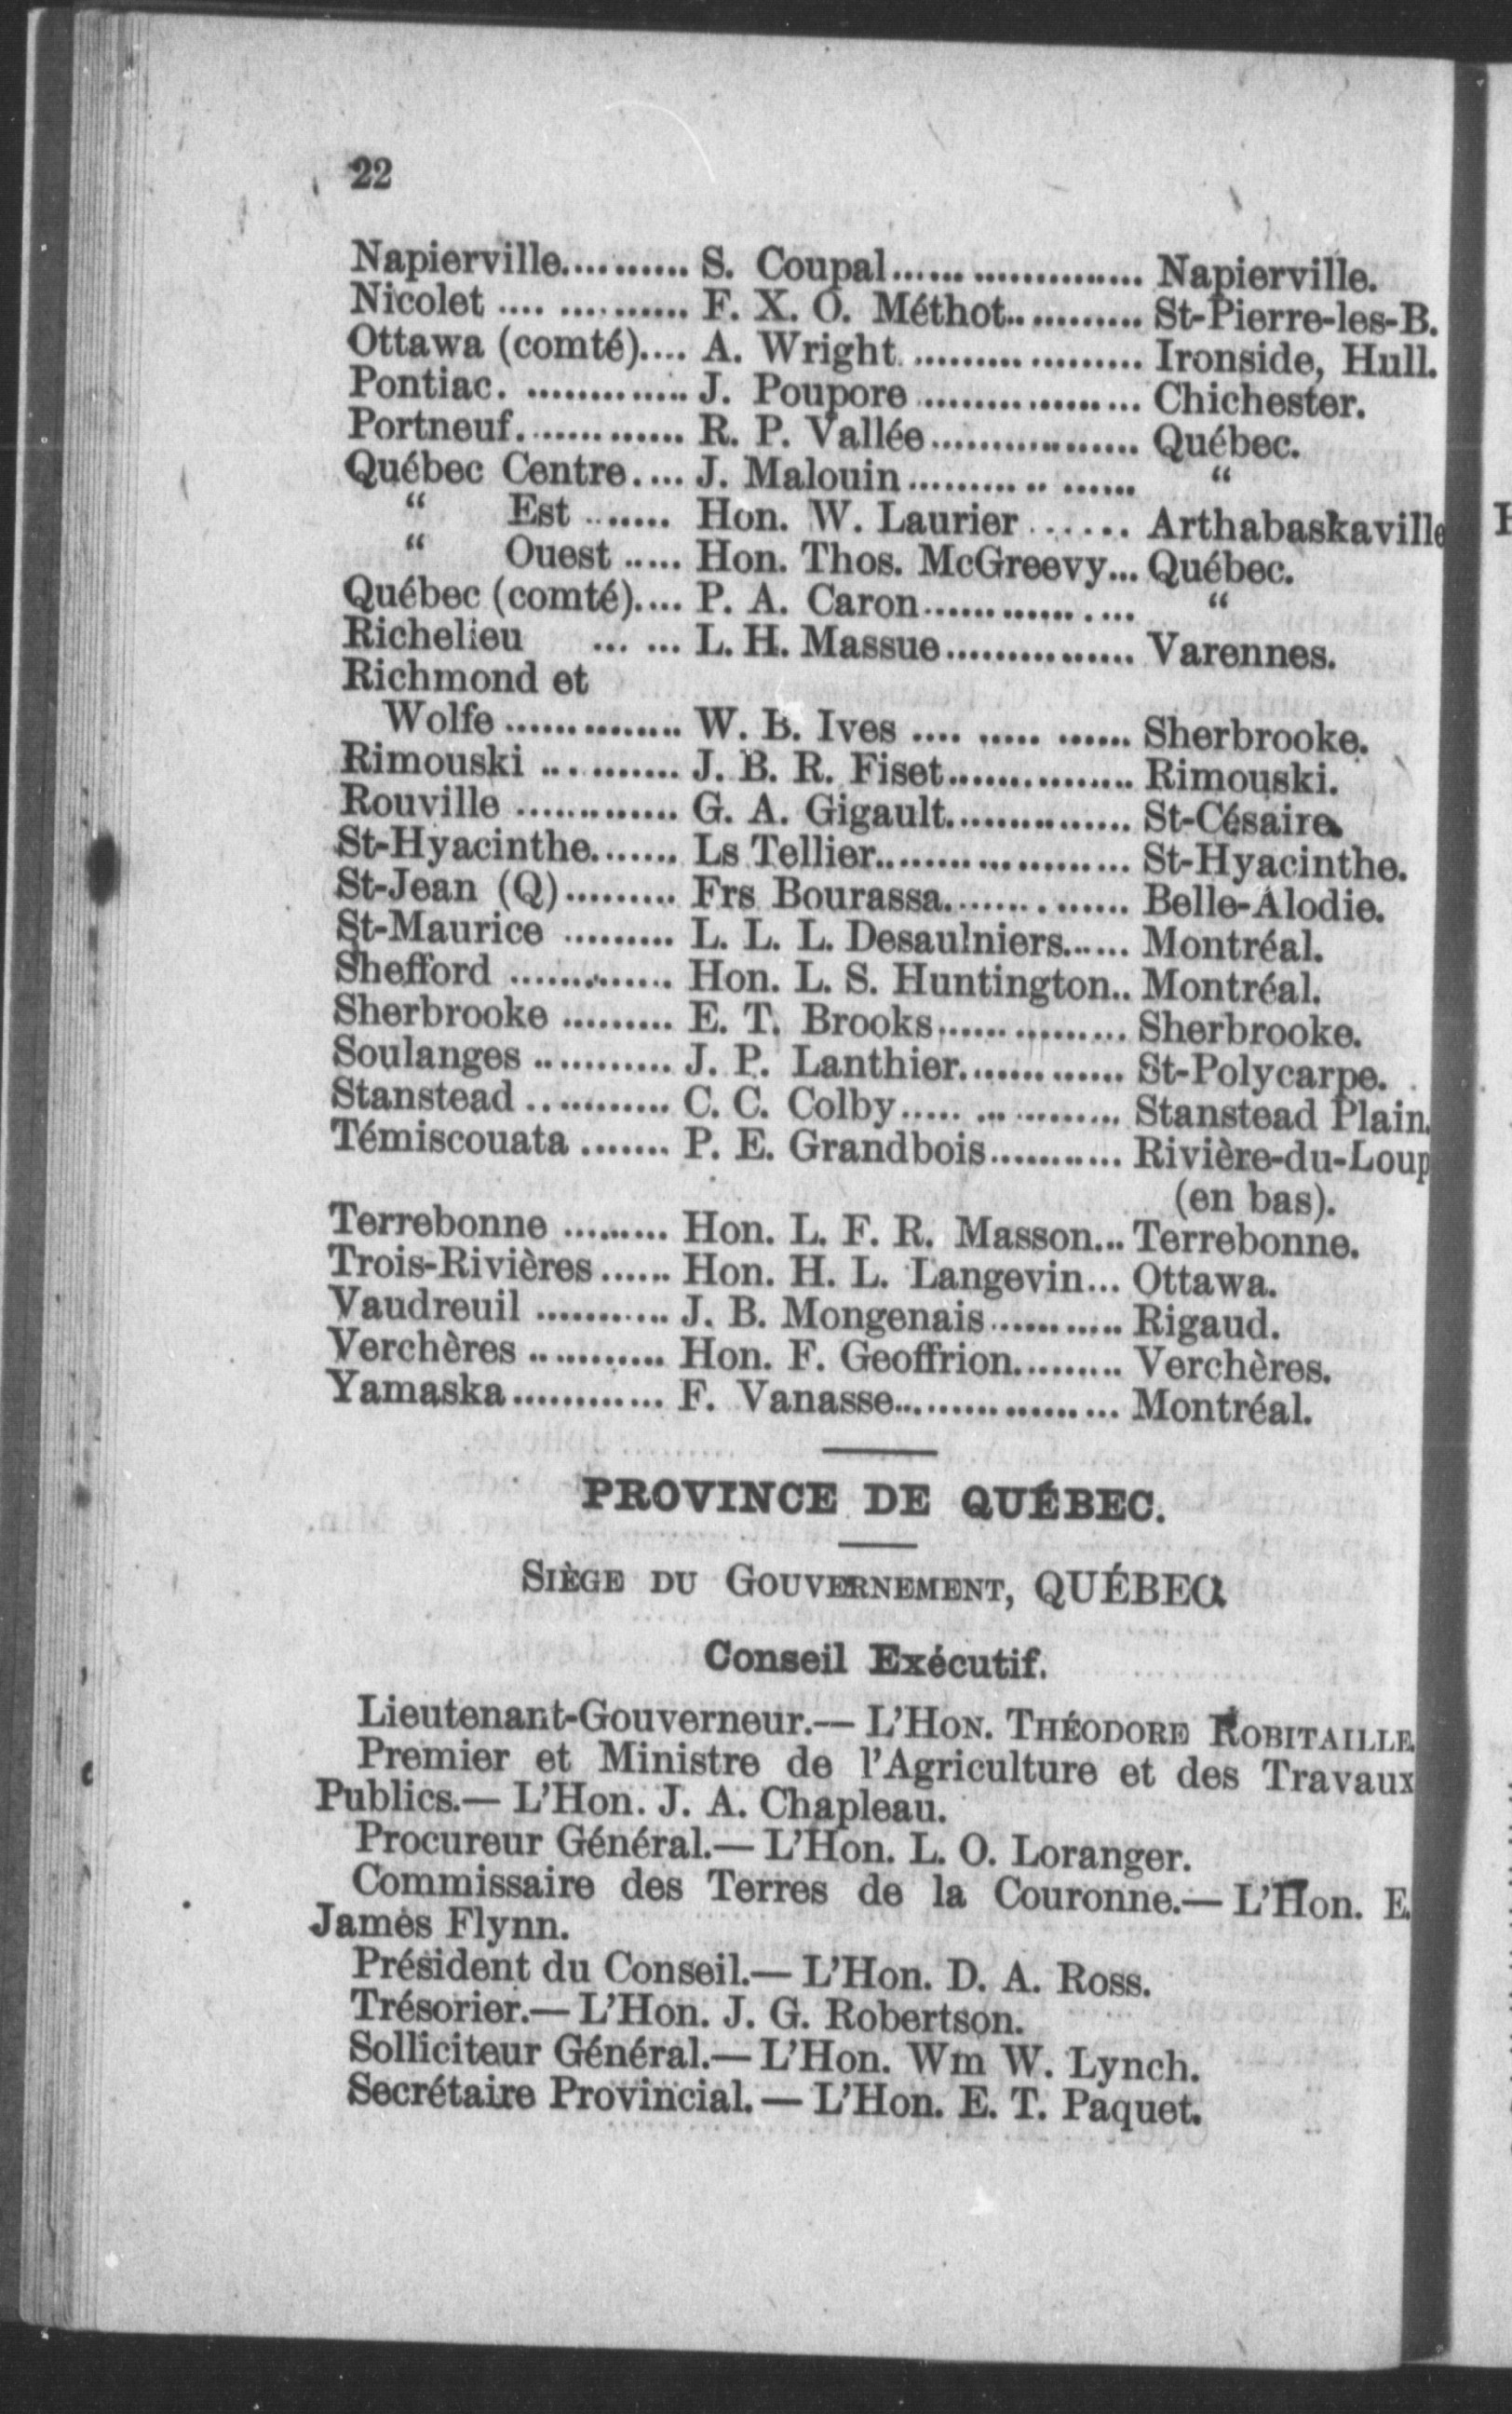 22
Napierville........... S. Coupal...... ............... Napierville.
Nicolet .... ........... F. X. O. Méthot............ St-Pierre-les-B.
Ottawa (comté).... A. Wright. ................... Ironside, Hull.
Pontiac. .............. J. Poupore ................... Chichester.
Portneuf............... R. P. Vallée.................. Québec.
Québec Centre.... J. Malouin............ ...... “
“ Est ....... Hon. W. Laurier ...... Arthabaskaville
“ Ouest ..... Hon. Thos. McGreevy... Québec.
Québec (comté).... P. A. Caron.................. “
Richelieu ... ... L. H. Massue................ Varennes.
Richmond et
Wolfe ............... W. B. Ives .... ..... ...... Sherbrooke.
Rimouski ............ J. B. R. Fiset................ Rimouski.
Rouville .............. G. A. Gigault................ St-Césaire.
St-Hyacinthe....... Ls Tellier...................... St-Hyacinthe.
St-Jean (Q).......... Frs Bourassa................ Belle-Alodie.
St-Maurice .......... L. L. L. Desaulniers...... Montréal.
Shefford .............. Hon. L. S. Huntington.. Montréal.
Sherbrooke .......... E. T. Brooks................ Sherbrooke.
Soulanges ............ J. P. Lanthier.............. St-Polycarpe.
Stanstead ............ C. C. Colby..... ... ......... Stanstead Plain.
Témiscouata ....... P. E. Grandbois........... Rivière-du-Loup
(en bas).
Terrebonne ......... Hon. L. F. R. Masson... Terrebonne.
Trois-Rivières...... Hon. H. L. Langevin... Ottawa.
Vaudreuil ............ J. B. Mongenais............ Rigaud.
Verchères ............ Hon. F. Geoffrion......... Verchères.
Yamaska............. F. Vanasse................... Montréal.
PROVINCE DE QUÉBEC.
SIÈGE DU GOUVERNEMENT, QUÉBEC.
Conseil Exécutif.
Lieutenant-Gouverneur.— L'HON. THÉODORE ROBITAILLE.
Premier et Ministre de l'Agriculture et des Travaux
Publics.— L'Hon. J. A. Chapleau.
Procureur Général.— L'Hon. L. O. Loranger.
Commissaire des Terres de la Couronne.— L'Hon. E.
James Flynn.
Président du Conseil.— L'Hon. D. A. Ross.
Trésorier.— L'Hon. J. G. Robertson.
Solliciteur Général.— L'Hon. Wm W. Lynch.
Secrétaire Provincial.— L'Hon. E. T. Paquet.